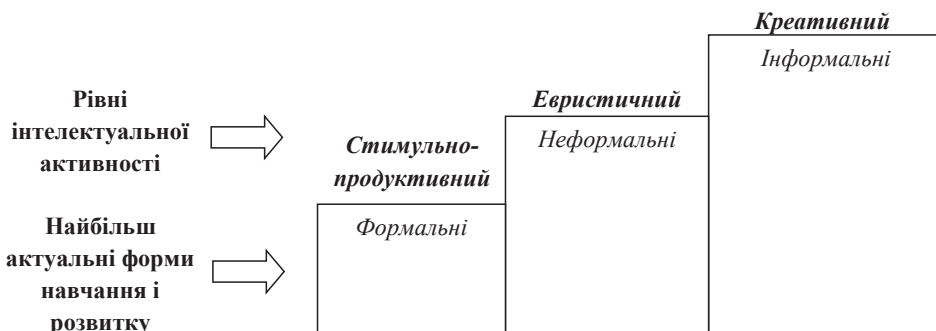 Креативний
Інформальні
Евристичний
Неформальні
Рівні
інтелектуальної
активності
Стимульно-
продуктивний
Формальні
Найбільш
актуальні форми
навчання і
розвитку